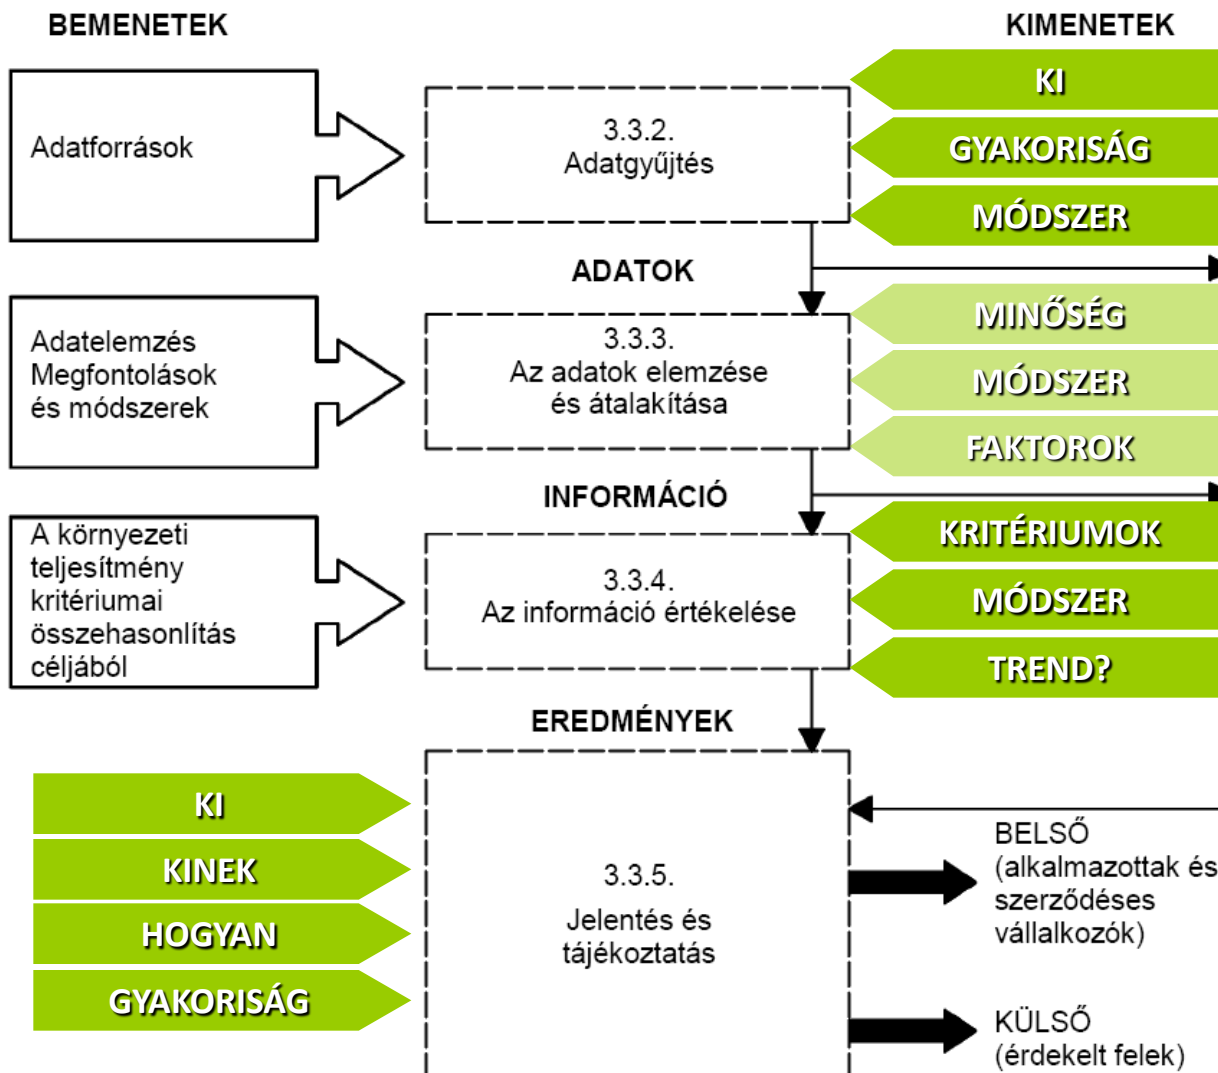 BEMENETEK
KIMENETEK
Adatforrások
3.3.2.
Adatgyűjtés
KI
GYAKORISÁG
MÓDSZER
ADATOK
Adatelemzés
Megfontolások
és módszerek
3.3.3.
Az adatok elemzése
és átalakítása
MINŐSÉG
MÓDSZER
FAKTOROK
INFORMÁCIÓ
A környezeti
teljesítmény
kritériumai
összehasonlítás
céljából
3.3.4.
Az információ értékelése
KRITÉRIUMOK
MÓDSZER
TREND?
EREDMÉNYEK
KI
KINEK
HOGYAN
GYAKORISÁG
3.3.5.
Jelentés és
tájékoztatás
BELSŐ
(alkalmazottak és
szerződéses
vállalkozók)
KÜLSŐ
(érdekelt felek)